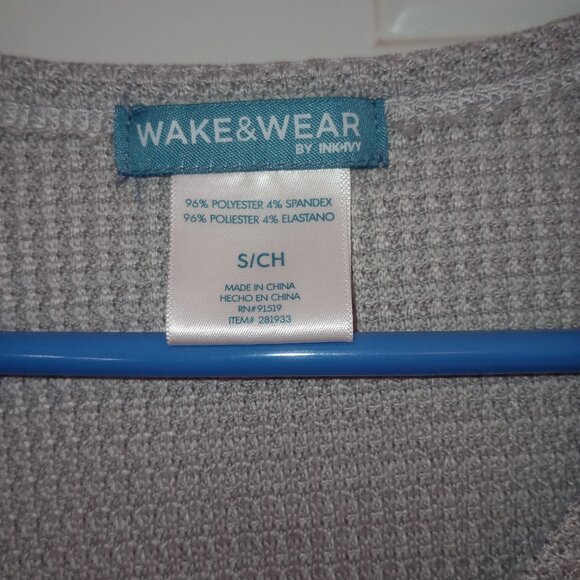 WAKE&WEAR
BY INK+IVY
96% POLYESTER 4% SPANDEX
96% POLIESTER 4% ELASTANO
S/CH
MADE IN CHINA
HECHO EN CHINA
RN#91519
ITEM# 281933